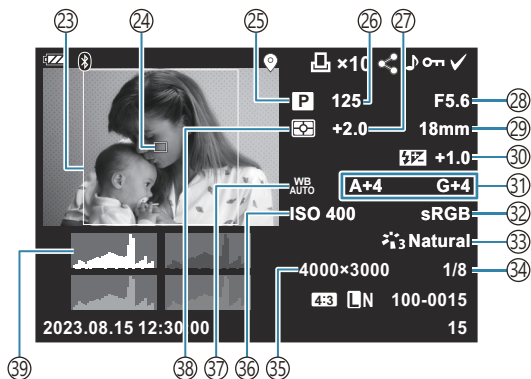 ㉓ ㉔ ㉕ ㉖ ㉗
×10
P 125 F5.6 ㉘
+2.0 18mm ㉙
+1.0 ㉚
WB AUTO A+4 G+4 ㉛
ISO 400 sRGB ㉜
3 Natural ㉝
4000×3000 1/8 ㉞
4:3 L N 100-0015
2023.08.15 12:30:00 15
㊴ ㊳ ㊲ ㊱ ㉟